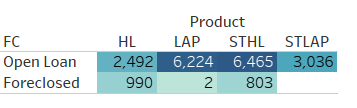 Product
FC HL LAP STHL STLAP
Open Loan 2,492 6,224 6,465 3,036
Foreclosed 990 2 803